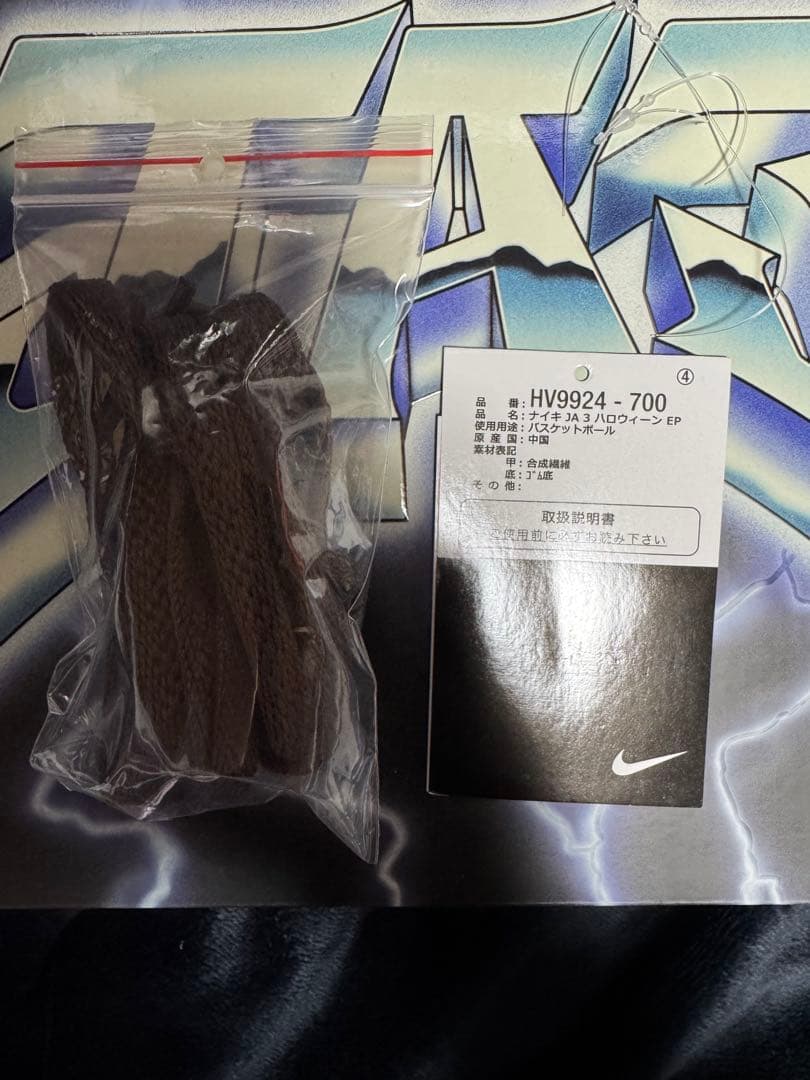 ④
品 番: HV9924 - 700
品 名: ナイキ JA 3 ハロウィーン EP
使用用途: バスケットボール
原 産 国: 中国
素材表記
甲: 合成繊維
底: ゴム底
そ の 他:
取扱説明書
ご使用前に必ずお読み下さい